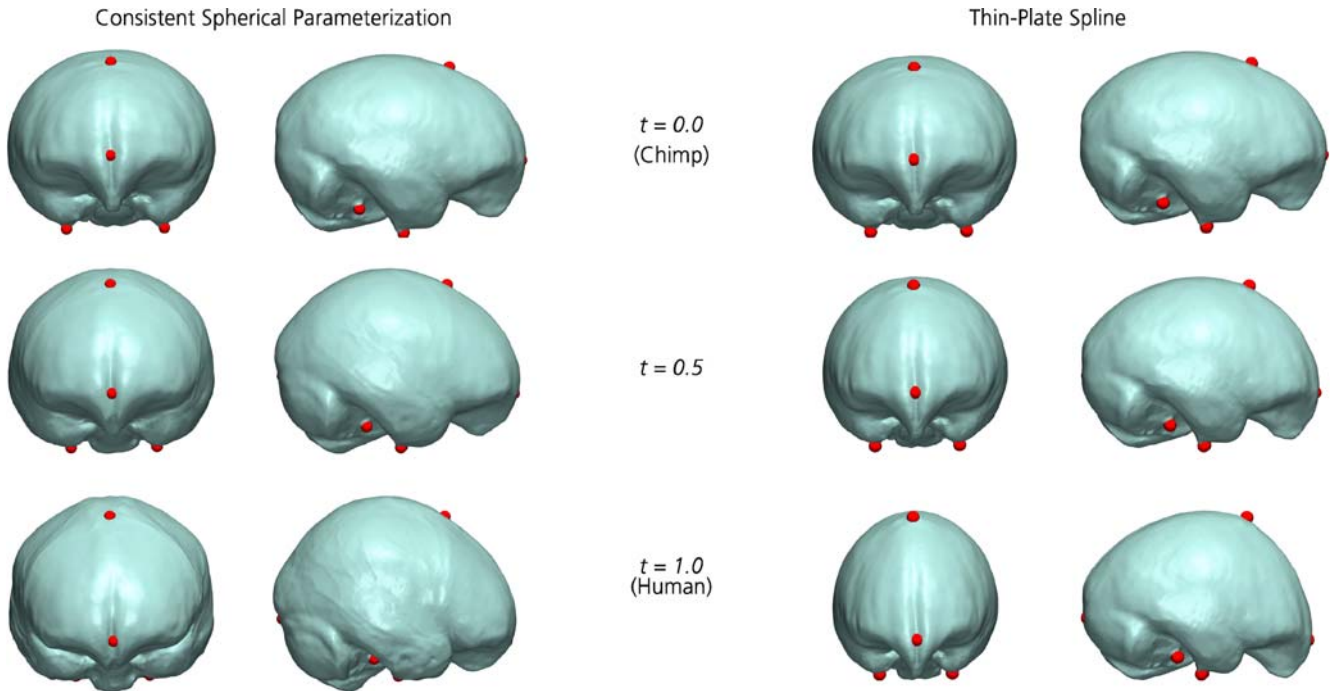 Consistent Spherical Parameterization
Thin-Plate Spline
t = 0.0
(Chimp)
t = 0.5
t = 1.0
(Human)